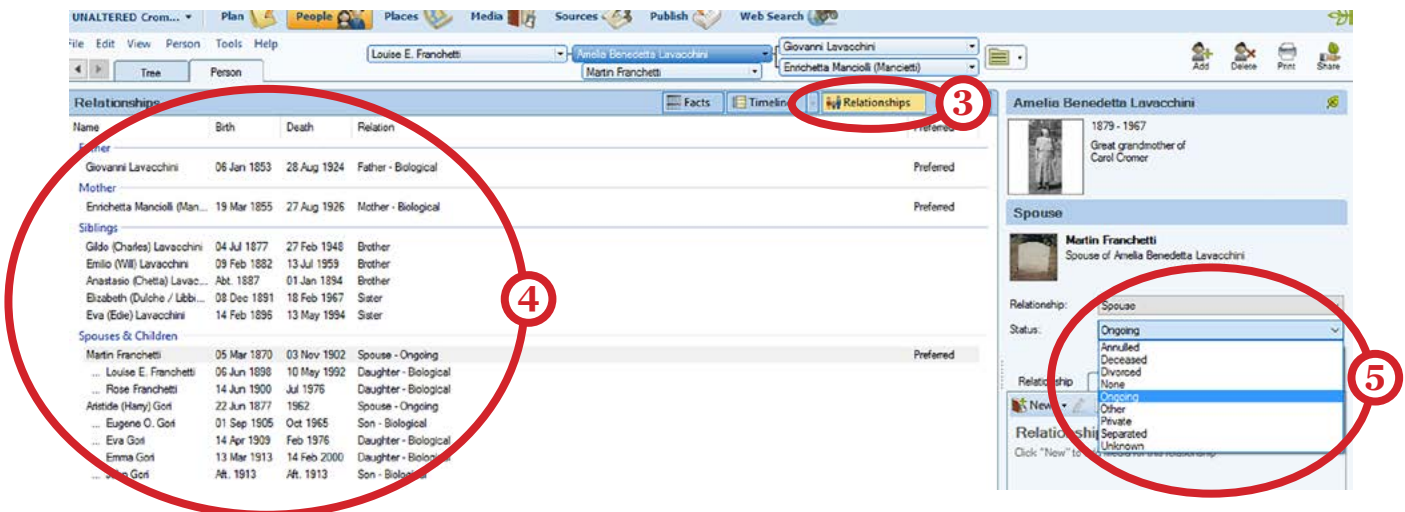 UNALTERED Crom... Plan People Places Media Sources Publish Web Search
File Edit View Person Tools Help
Louise E. Franchetti Amelia Benedetta Lavacchini Giovanni Lavacchini
Martin Franchetti Enrichetta Manciolli (Mancietti)
Tree Person Add Delete Print Share
Relationships Facts Timeline Relationships 3
Name Birth Death Relation Preferred
Father
Giovanni Lavacchini 06 Jan 1853 28 Aug 1924 Father - Biological Preferred
Mother
Enrichetta Manciolli (Man... 19 Mar 1855 27 Aug 1926 Mother - Biological Preferred
Siblings
Gildo (Charles) Lavacchini 04 Jul 1877 27 Feb 1948 Brother
Emilio (Will) Lavacchini 09 Feb 1882 13 Jul 1959 Brother
Anastasio (Chetta) Lavac... Abt. 1887 01 Jan 1894 Brother
Elizabeth (Dulche / Libbi... 08 Dec 1891 18 Feb 1967 Sister
Eva (Edie) Lavacchini 14 Feb 1896 13 May 1994 Sister
4
Spouses & Children
Martin Franchetti 05 Mar 1870 03 Nov 1902 Spouse - Ongoing Preferred
... Louise E. Franchetti 06 Jun 1898 10 May 1992 Daughter - Biological
... Rose Franchetti 14 Jun 1900 Jul 1976 Daughter - Biological
Aristide (Harry) Gori 22 Jun 1877 1962 Spouse - Ongoing
... Eugene O. Gori 01 Sep 1905 Oct 1965 Son - Biological
... Eva Gori 14 Apr 1909 Feb 1976 Daughter - Biological
... Emma Gori 13 Mar 1913 14 Feb 2000 Daughter - Biological
... John Gori Aft. 1913 Aft. 1913 Son - Biological
Amelia Benedetta Lavacchini
1879 - 1967
Great grandmother of
Carol Cromer
Spouse
Martin Franchetti
Spouse of Amelia Benedetta Lavacchini
Relationship: Spouse
Status: Ongoing
Annulled
Deceased
Divorced
None
Ongoing
Other
Private
Separated
Unknown
5
Relationship
New
Relationshi
Click "New" to add media for this relationship